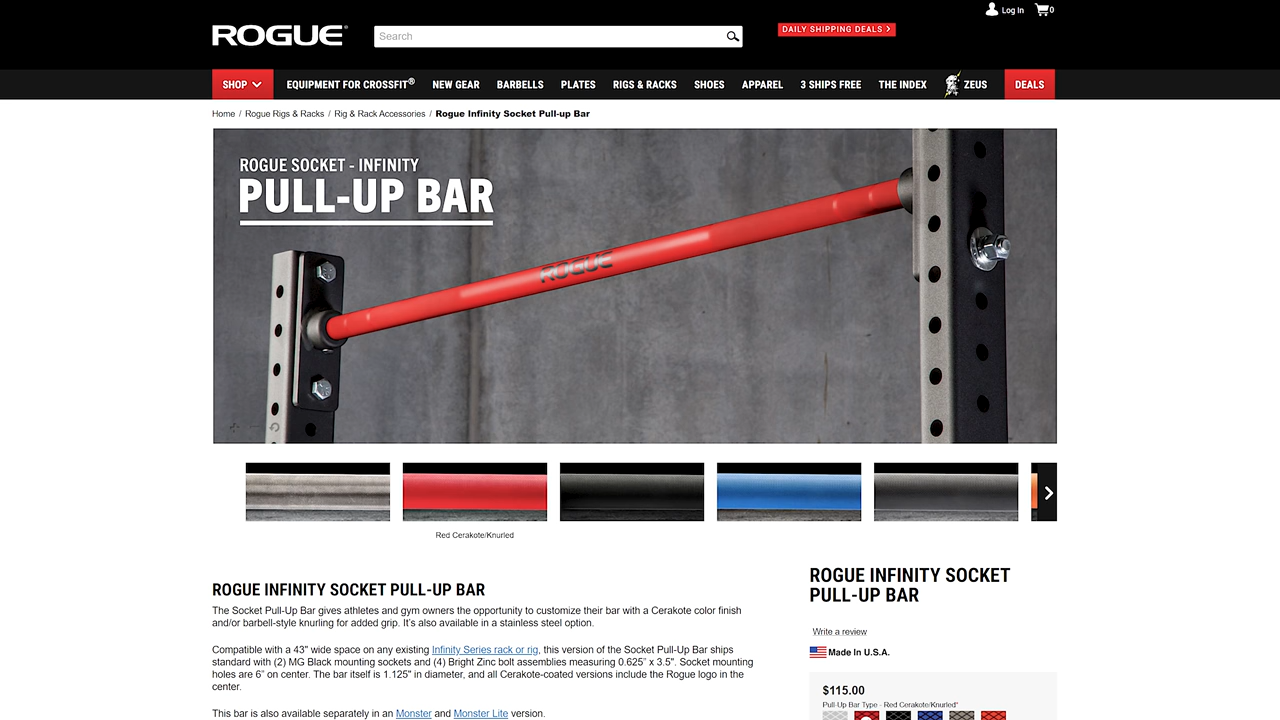 Log In
0
ROGUE®
Search
DAILY SHIPPING DEALS >
SHOP
EQUIPMENT FOR CROSSFIT®
NEW GEAR
BARBELLS
PLATES
RIGS & RACKS
SHOES
APPAREL
3 SHIPS FREE
THE INDEX
ZEUS
DEALS
Home / Rogue Rigs & Racks / Rig & Rack Accessories / Rogue Infinity Socket Pull-up Bar
ROGUE SOCKET - INFINITY
PULL-UP BAR
ROGUE
Red Cerakote/Knurled
ROGUE INFINITY SOCKET PULL-UP BAR
The Socket Pull-Up Bar gives athletes and gym owners the opportunity to customize their bar with a Cerakote color finish
and/or barbell-style knurling for added grip. It's also available in a stainless steel option.
Compatible with a 43" wide space on any existing Infinity Series rack or rig, this version of the Socket Pull-Up Bar ships
standard with (2) MG Black mounting sockets and (4) Bright Zinc bolt assemblies measuring 0.625" x 3.5". Socket mounting
holes are 6" on center. The bar itself is 1.125" in diameter, and all Cerakote-coated versions include the Rogue logo in the
center.
This bar is also available separately in an Monster and Monster Lite version.
ROGUE INFINITY SOCKET
PULL-UP BAR
Write a review
Made In U.S.A.
$115.00
Pull-Up Bar Type - Red Cerakote/Knurled*